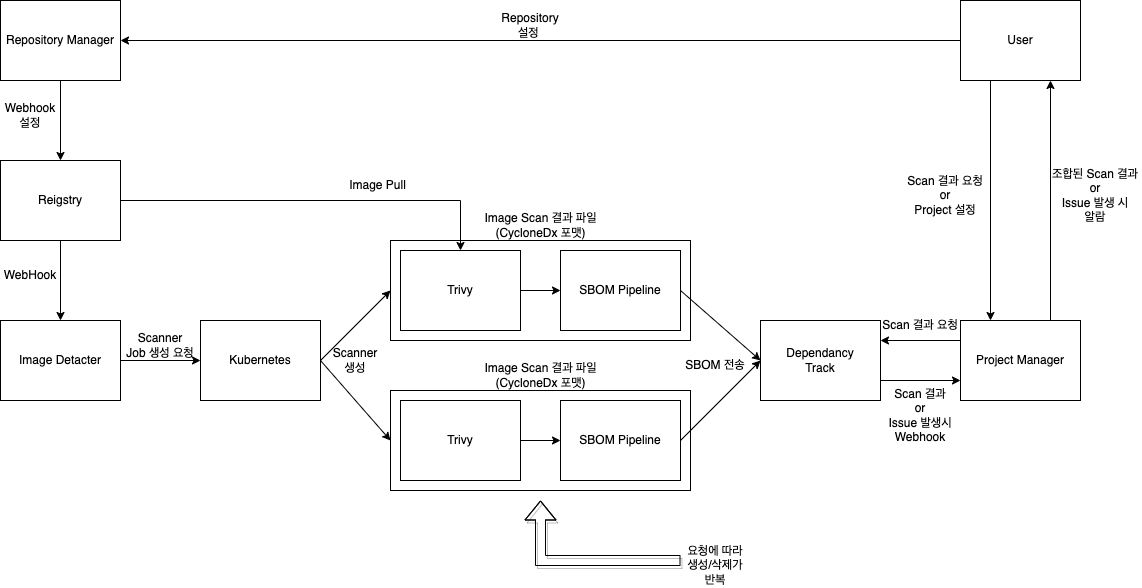 Repository
설정
Repository Manager
User
Webhook
설정
Reigstry
Image Pull
Scan 결과 요청
or
Project 설정
조합된 Scan 결과
or
Issue 발생 시
알람
Image Scan 결과 파일
(CycloneDx 포맷)
WebHook
Trivy
SBOM Pipeline
Scanner
Job 생성 요청
Image Detacter
Kubernetes
Scanner
생성
Image Scan 결과 파일
(CycloneDx 포맷)
SBOM 전송
Dependancy
Track
Scan 결과 요청
Project Manager
Scan 결과
or
Issue 발생시
Webhook
Trivy
SBOM Pipeline
요청에 따라
생성/삭제가
반복